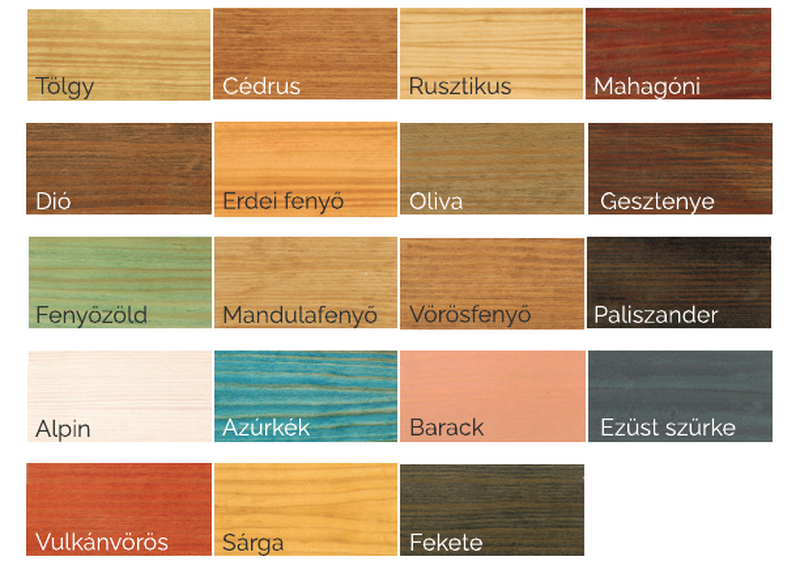 Tölgy
Cédrus
Rusztikus
Mahagóni
Dió
Erdei fenyő
Oliva
Gesztenye
Fenyőzöld
Mandulafenyő
Vörösfenyő
Paliszander
Alpin
Azúrkék
Barack
Ezüst szürke
Vulkánvörös
Sárga
Fekete